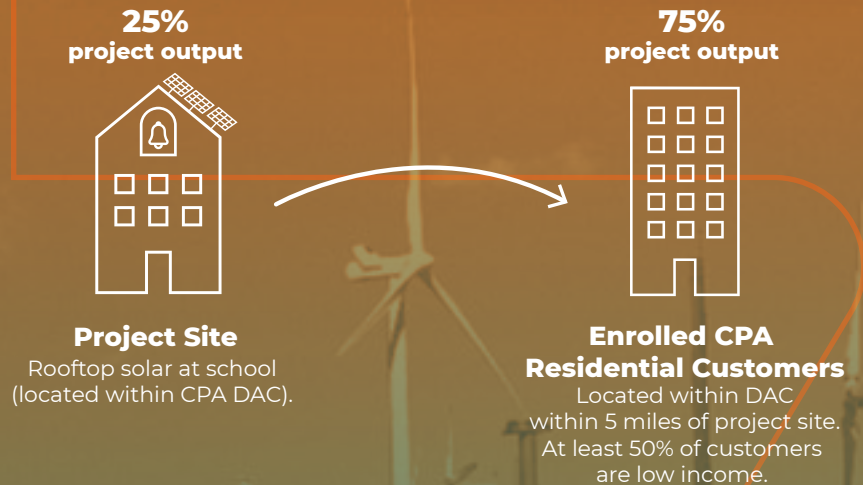 25%
project output
75%
project output
Project Site
Rooftop solar at school
(located within CPA DAC).
Enrolled CPA
Residential Customers
Located within DAC
within 5 miles of project site.
At least 50% of customers
are low income.